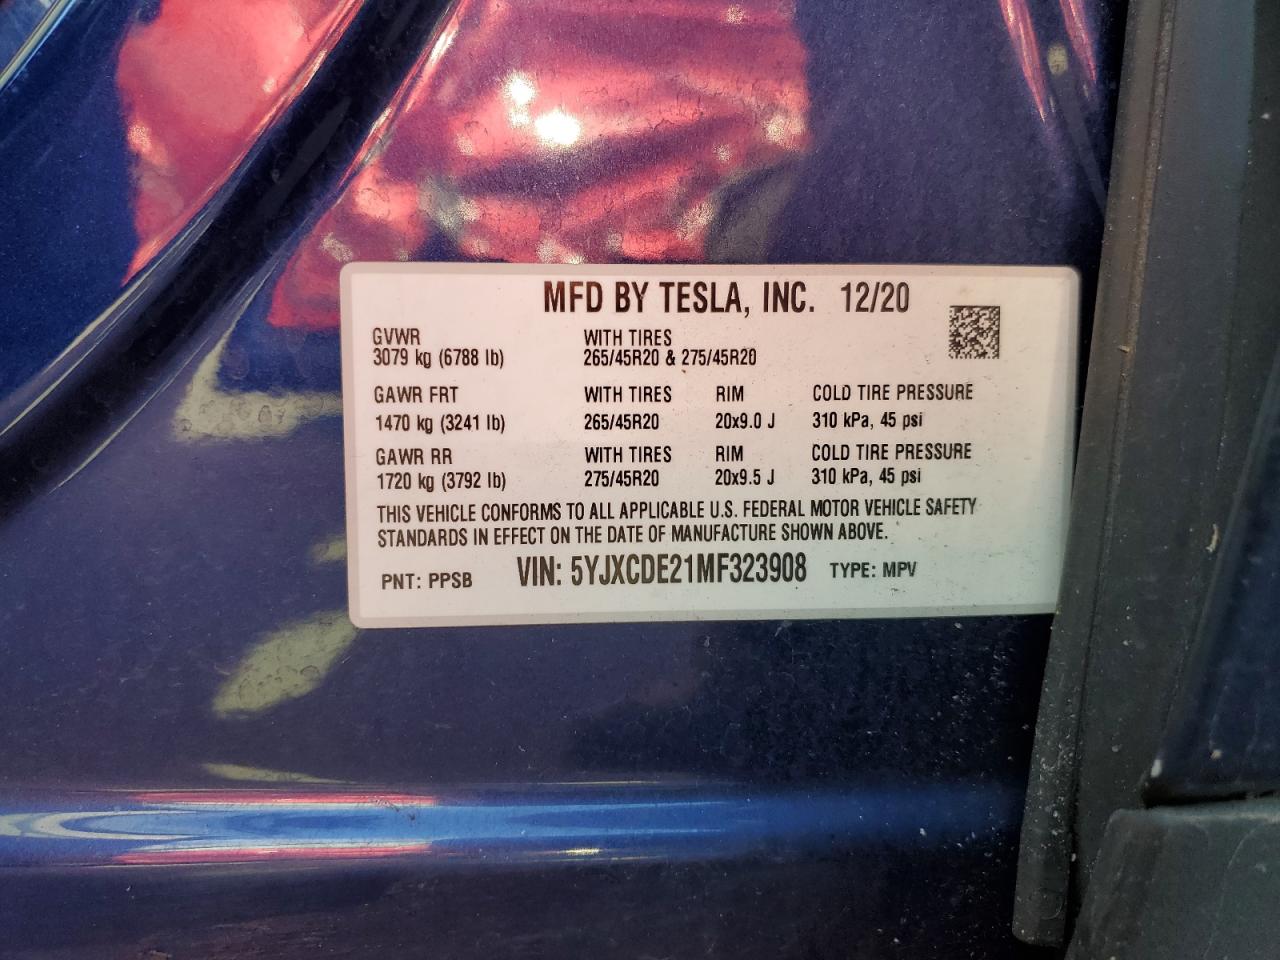 MFD BY TESLA, INC. 12/20
GVWR WITH TIRES
3079 kg (6788 lb) 265/45R20 & 275/45R20
GAWR FRT WITH TIRES RIM COLD TIRE PRESSURE
1470 kg (3241 lb) 265/45R20 20x9.0 J 310 kPa, 45 psi
GAWR RR WITH TIRES RIM COLD TIRE PRESSURE
1720 kg (3792 lb) 275/45R20 20x9.5 J 310 kPa, 45 psi
THIS VEHICLE CONFORMS TO ALL APPLICABLE U.S. FEDERAL MOTOR VEHICLE SAFETY
STANDARDS IN EFFECT ON THE DATE OF MANUFACTURE SHOWN ABOVE.
PNT: PPSB VIN: 5YJXCDE21MF323908 TYPE: MPV